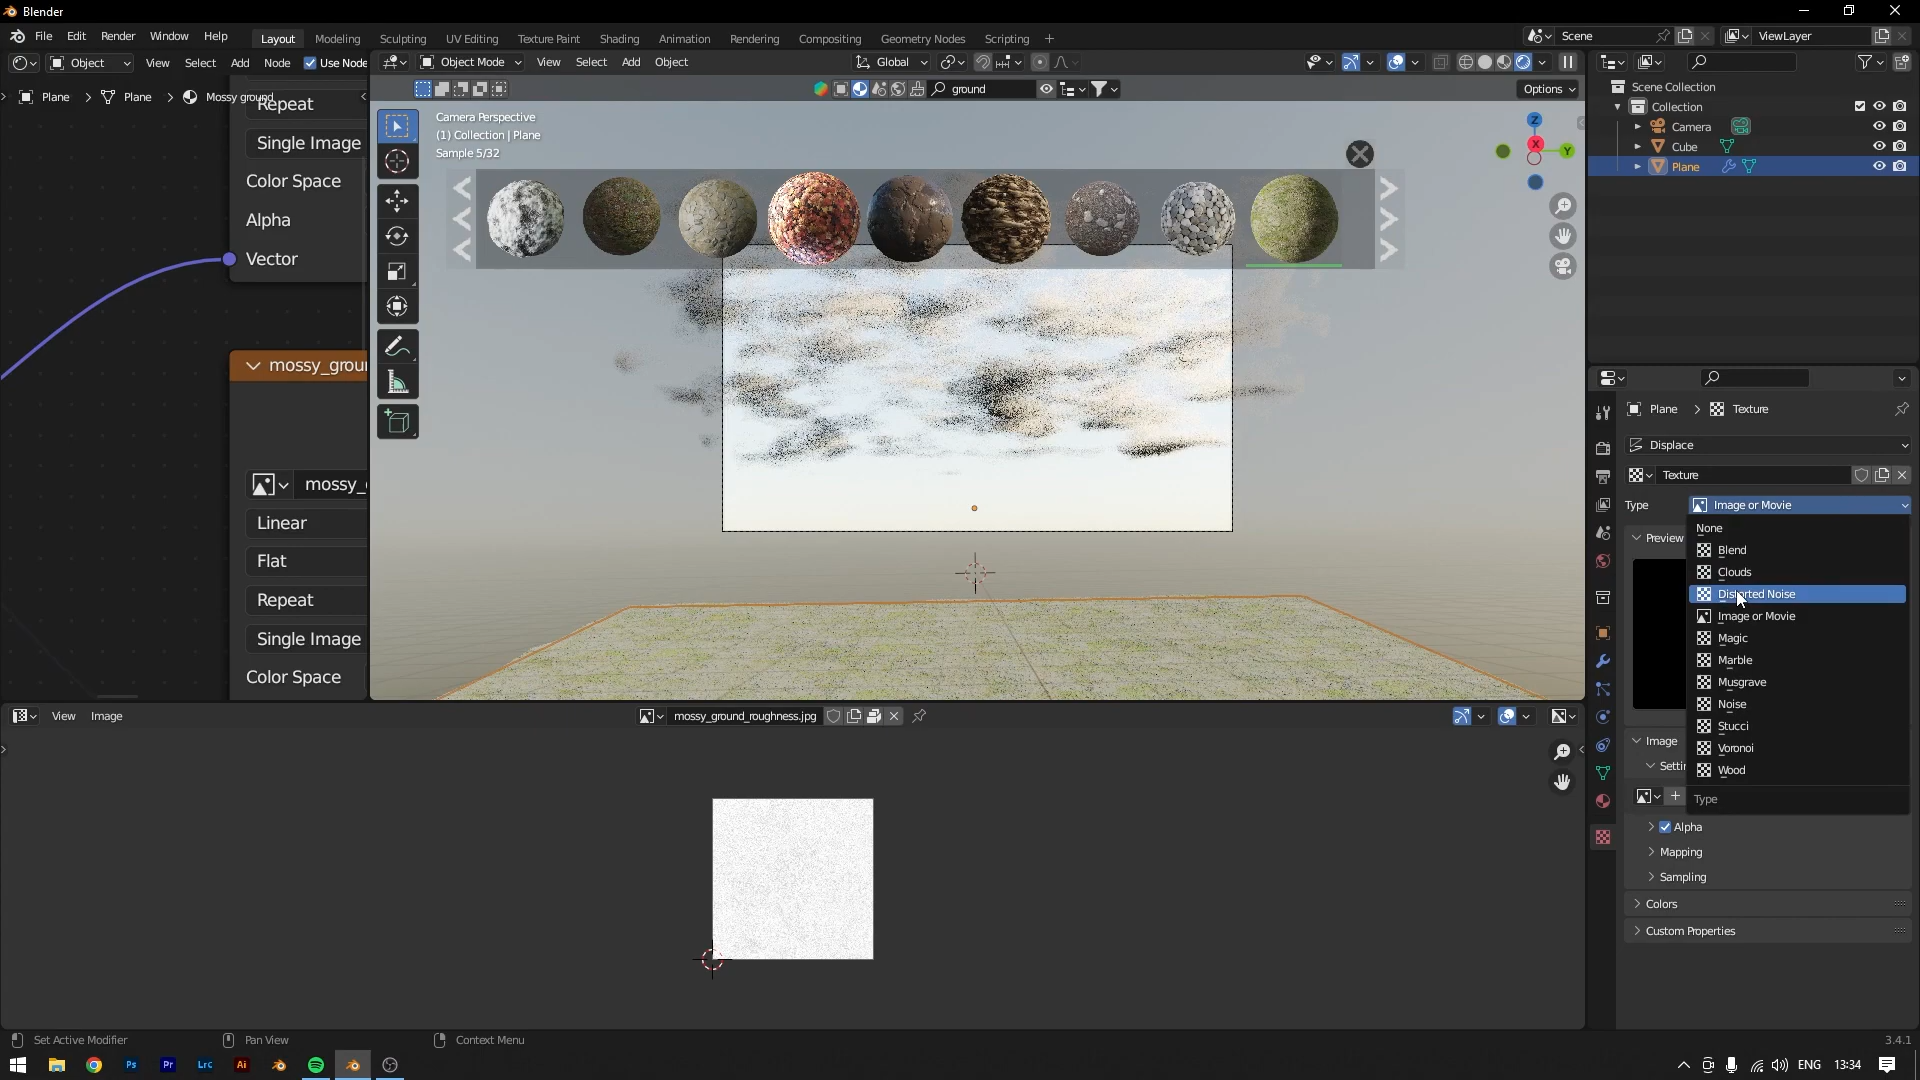 Blender
File Edit Render Window Help
Layout Modeling Sculpting UV Editing Texture Paint Shading Animation Rendering Compositing Geometry Nodes Scripting +
Scene
ViewLayer
Object View Select Add Node Use Node
Object Mode View Select Add Object
Global
Plane > Plane > Mossy ground
ground
Options
Repeat
Single Image
Color Space
Alpha
Vector
mossy_groun
mossy_
Linear
Flat
Repeat
Single Image
Color Space
Camera Perspective
(1) Collection | Plane
Sample 5/32
Z
X
Y
Scene Collection
Collection
Camera
Cube
Plane
Plane > Texture
Displace
Texture
Type Image or Movie
None
Blend
Clouds
Distorted Noise
Image or Movie
Magic
Marble
Musgrave
Noise
Stucci
Voronoi
Wood
Type
Preview
Image
Settin
Alpha
Mapping
Sampling
Colors
Custom Properties
View Image
mossy_ground_roughness.jpg
Set Active Modifier
Pan View
Context Menu
3.4.1
Ps
Pr
Lrc
Ai
ENG
13:34